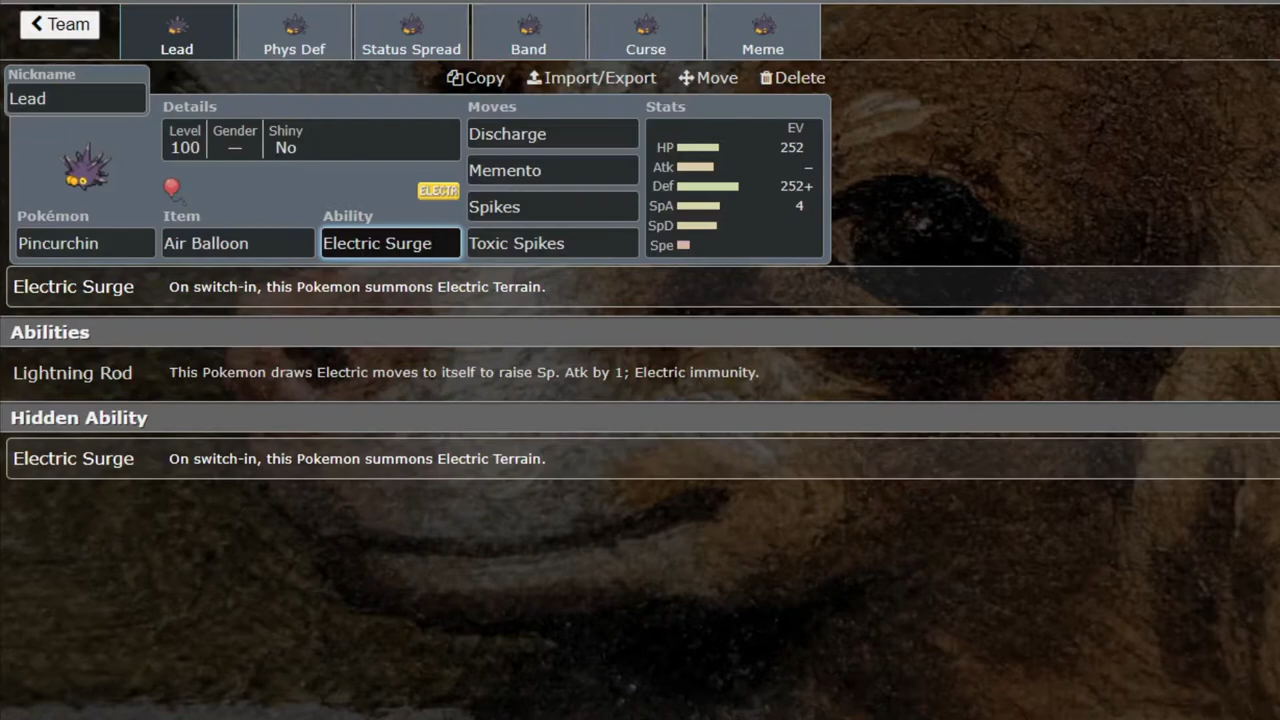 Team
Lead
Phys Def
Status Spread
Band
Curse
Meme
Nickname
Lead
Copy
Import/Export
Move
Delete
Details
Level
100
Gender
—
Shiny
No
ELECTR
Pokémon
Pincurchin
Item
Air Balloon
Ability
Electric Surge
Moves
Discharge
Memento
Spikes
Toxic Spikes
Stats
EV
HP 252
Atk –
Def 252+
SpA 4
SpD
Spe
Electric Surge On switch-in, this Pokemon summons Electric Terrain.
Abilities
Lightning Rod This Pokemon draws Electric moves to itself to raise Sp. Atk by 1; Electric immunity.
Hidden Ability
Electric Surge On switch-in, this Pokemon summons Electric Terrain.